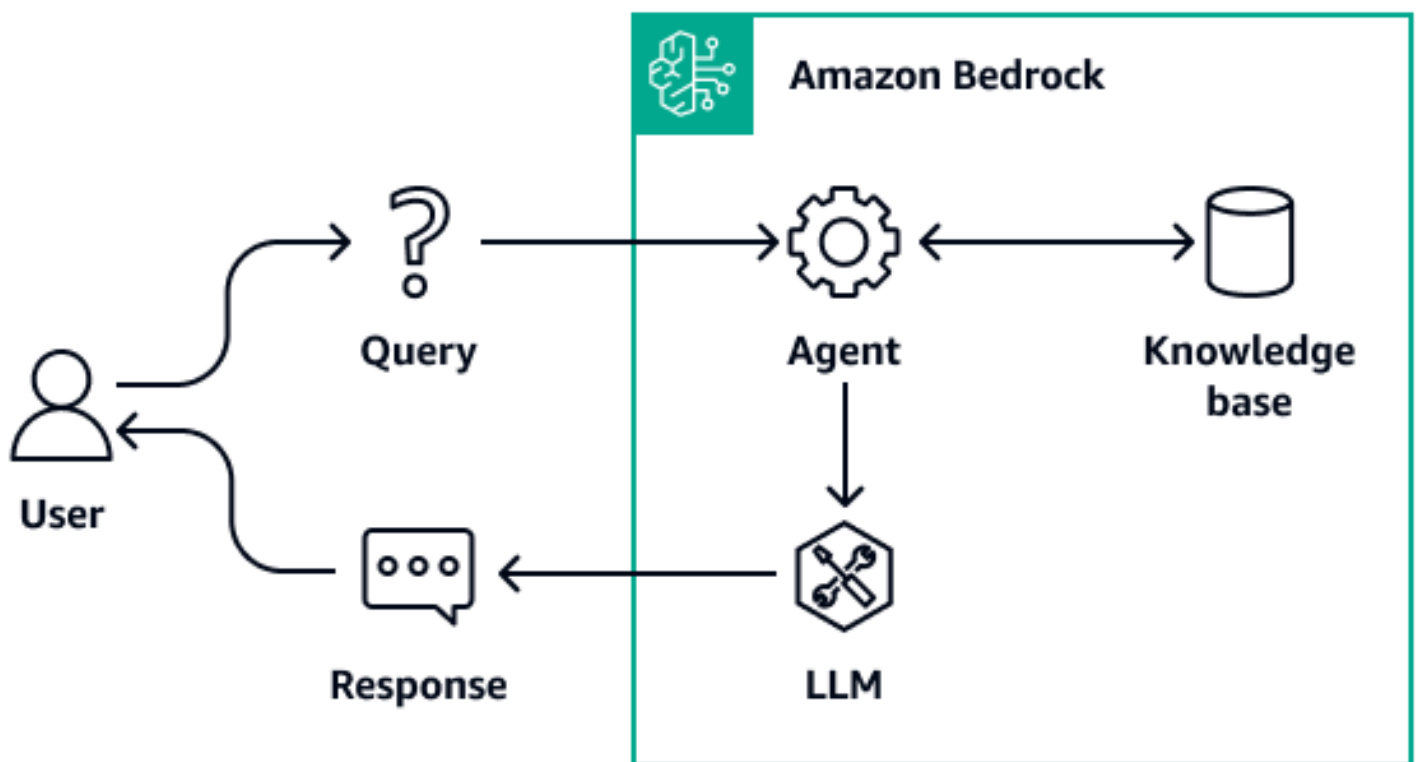 Amazon Bedrock
Query
Agent
Knowledge
base
User
Response
LLM